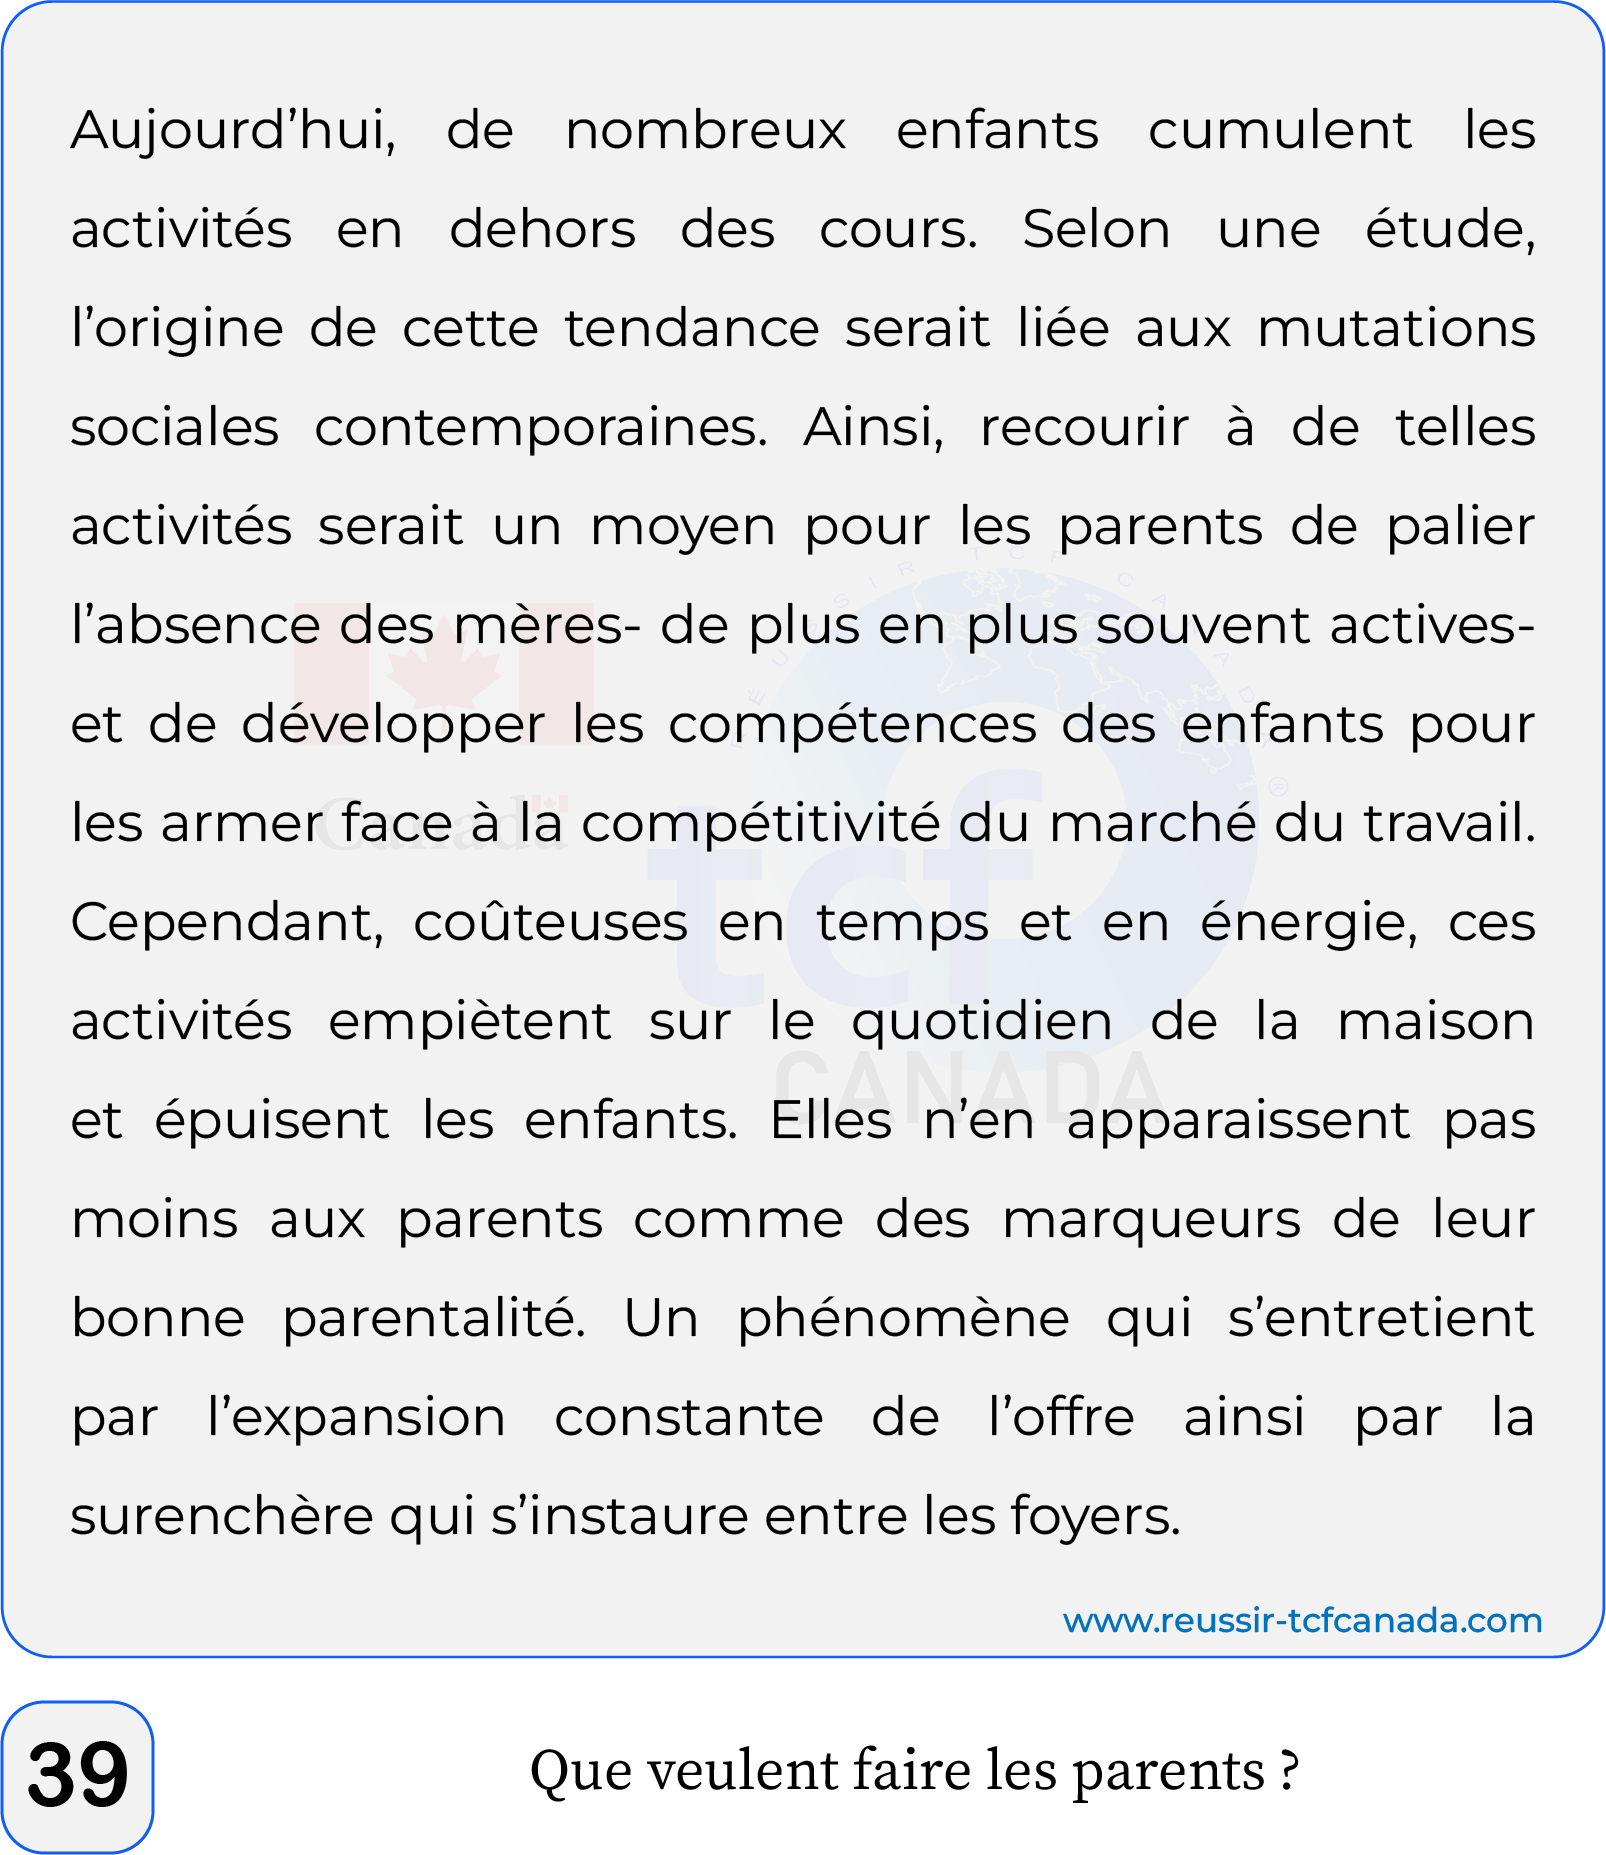 Aujourd’hui, de nombreux enfants cumulent les
activités en dehors des cours. Selon une étude,
l’origine de cette tendance serait liée aux mutations
sociales contemporaines. Ainsi, recourir à de telles
activités serait un moyen pour les parents de palier
l’absence des mères- de plus en plus souvent actives-
et de développer les compétences des enfants pour
les armer face à la compétitivité du marché du travail.
Cependant, coûteuses en temps et en énergie, ces
activités empiètent sur le quotidien de la maison
et épuisent les enfants. Elles n’en apparaissent pas
moins aux parents comme des marqueurs de leur
bonne parentalité. Un phénomène qui s’entretient
par l’expansion constante de l’offre ainsi par la
surenchère qui s’instaure entre les foyers.
RÉUSSIR TCF CANADA ®
Canada
tcf
CANADA
www.reussir-tcfcanada.com
39
Que veulent faire les parents ?